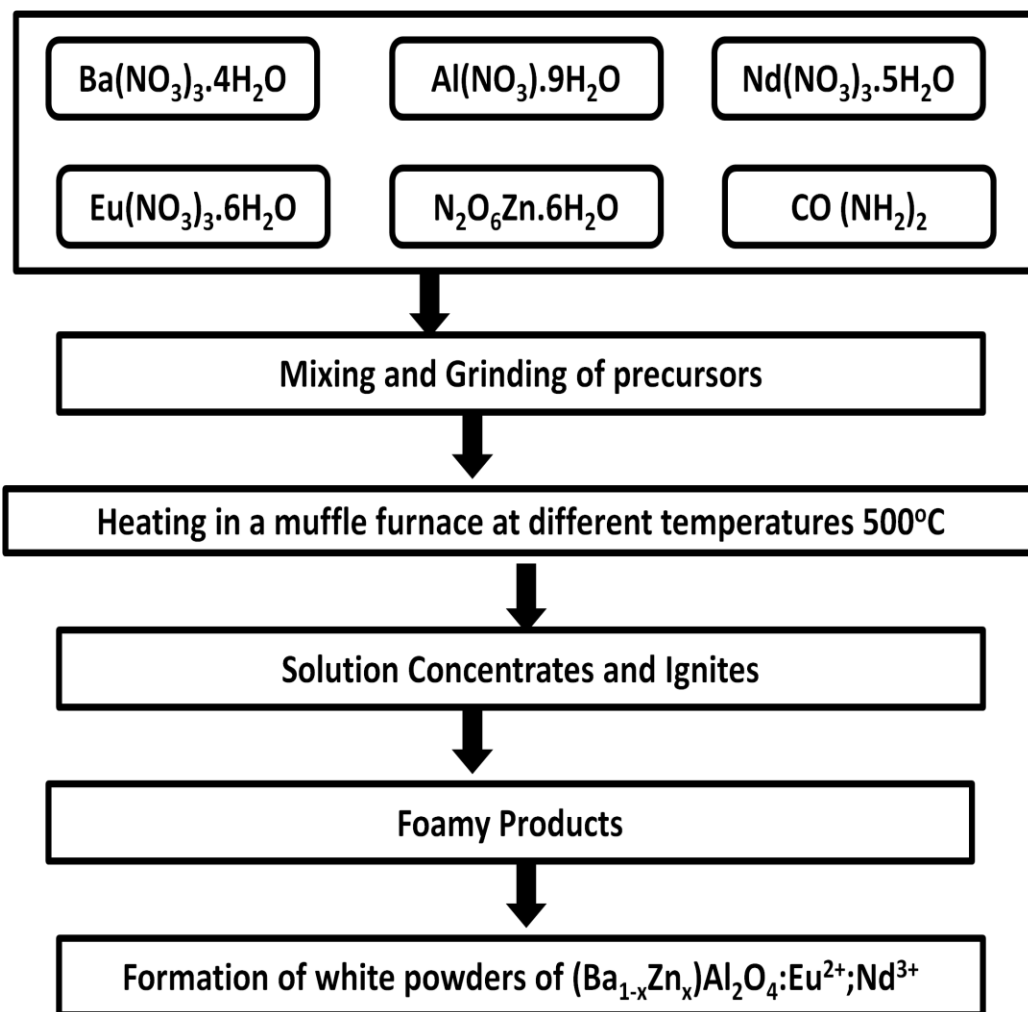 Ba(NO₃)₃.4H₂O Al(NO₃).9H₂O Nd(NO₃)₃.5H₂O
Eu(NO₃)₃.6H₂O N₂O₆Zn.6H₂O CO (NH₂)₂
Mixing and Grinding of precursors
Heating in a muffle furnace at different temperatures 500°C
Solution Concentrates and Ignites
Foamy Products
Formation of white powders of (Ba₁₋ₓZnₓ)Al₂O₄:Eu²⁺;Nd³⁺